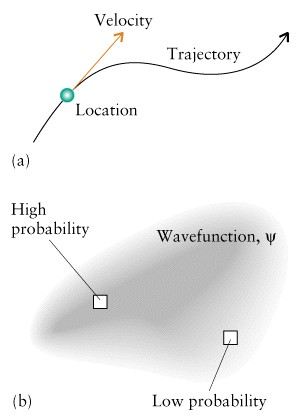 Velocity
Trajectory
Location
(a)
High
probability
Wavefunction, ψ
(b)
Low probability